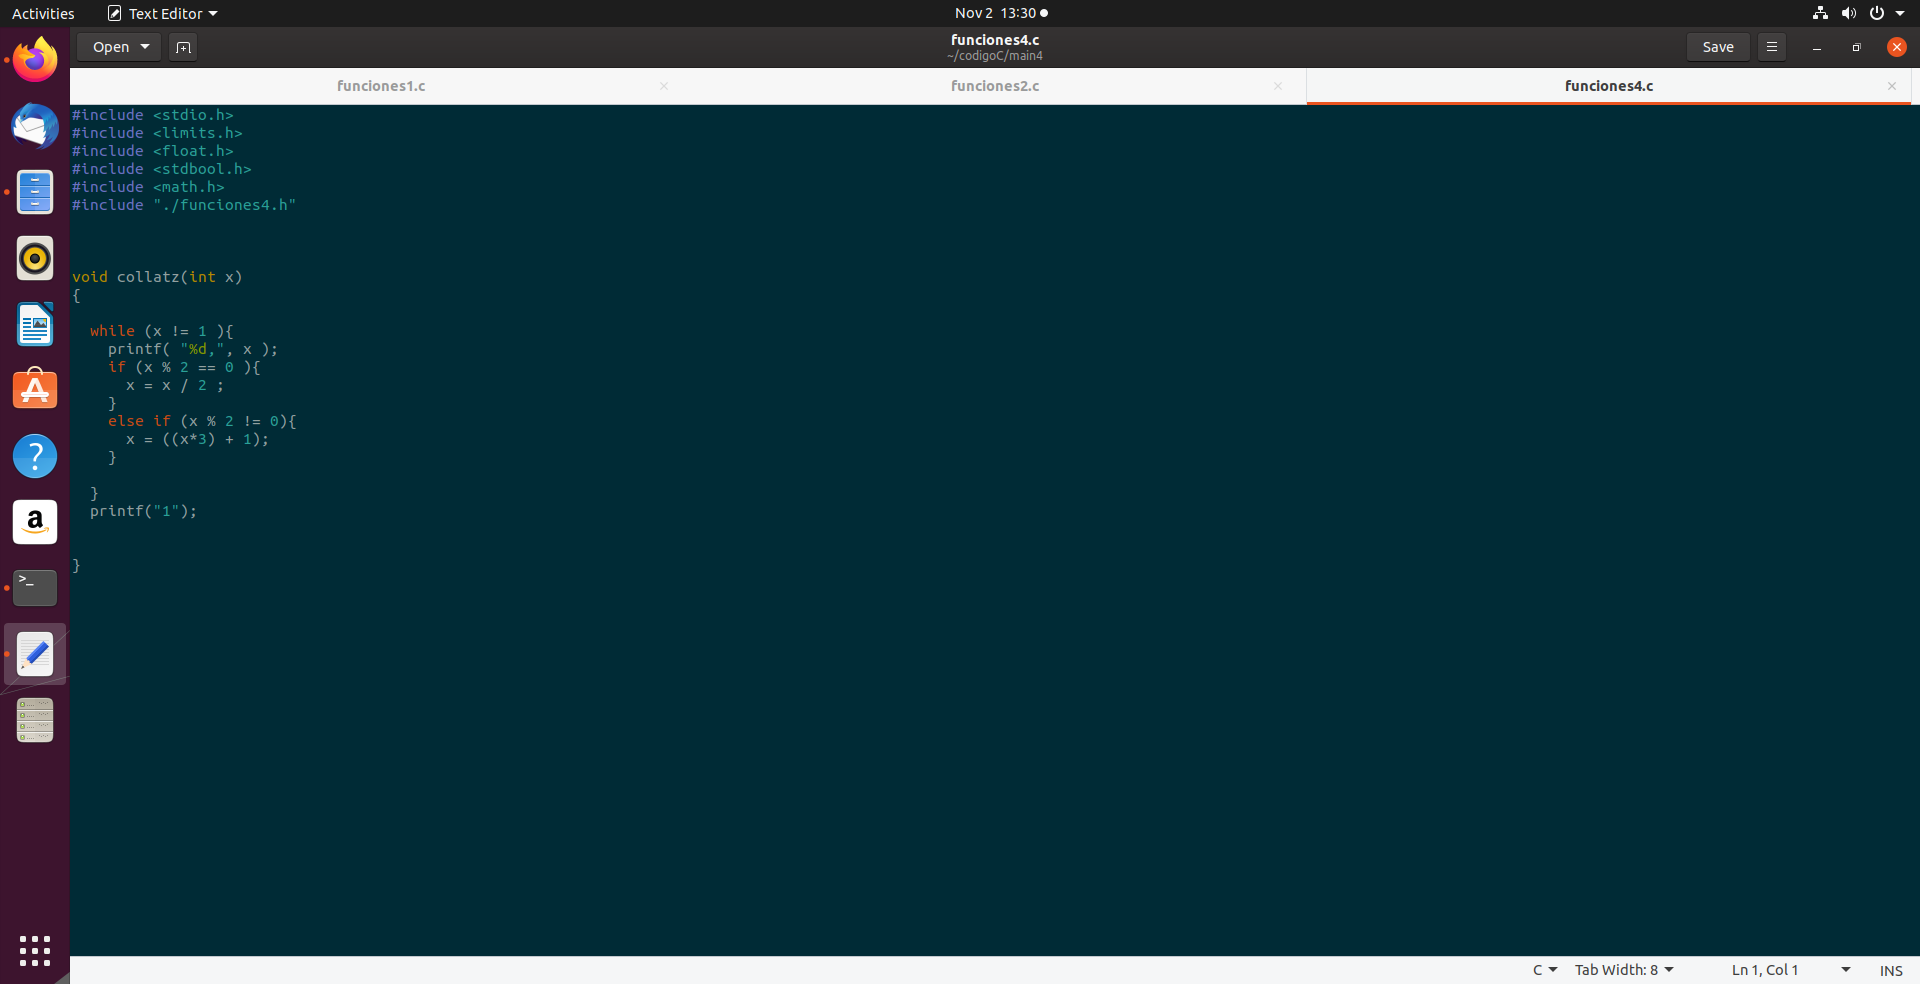 Activities Text Editor Nov 2 13:30
Open funciones4.c Save
~/codigoC/main4
funciones1.c funciones2.c funciones4.c
#include <stdio.h>
#include <limits.h>
#include <float.h>
#include <stdbool.h>
#include <math.h>
#include "./funciones4.h"
void collatz(int x)
{
while (x != 1 ){
printf( "%d,", x );
if (x % 2 == 0 ){
x = x / 2 ;
}
else if (x % 2 != 0){
x = ((x*3) + 1);
}
}
printf("1");
}
C Tab Width: 8 Ln 1, Col 1 INS